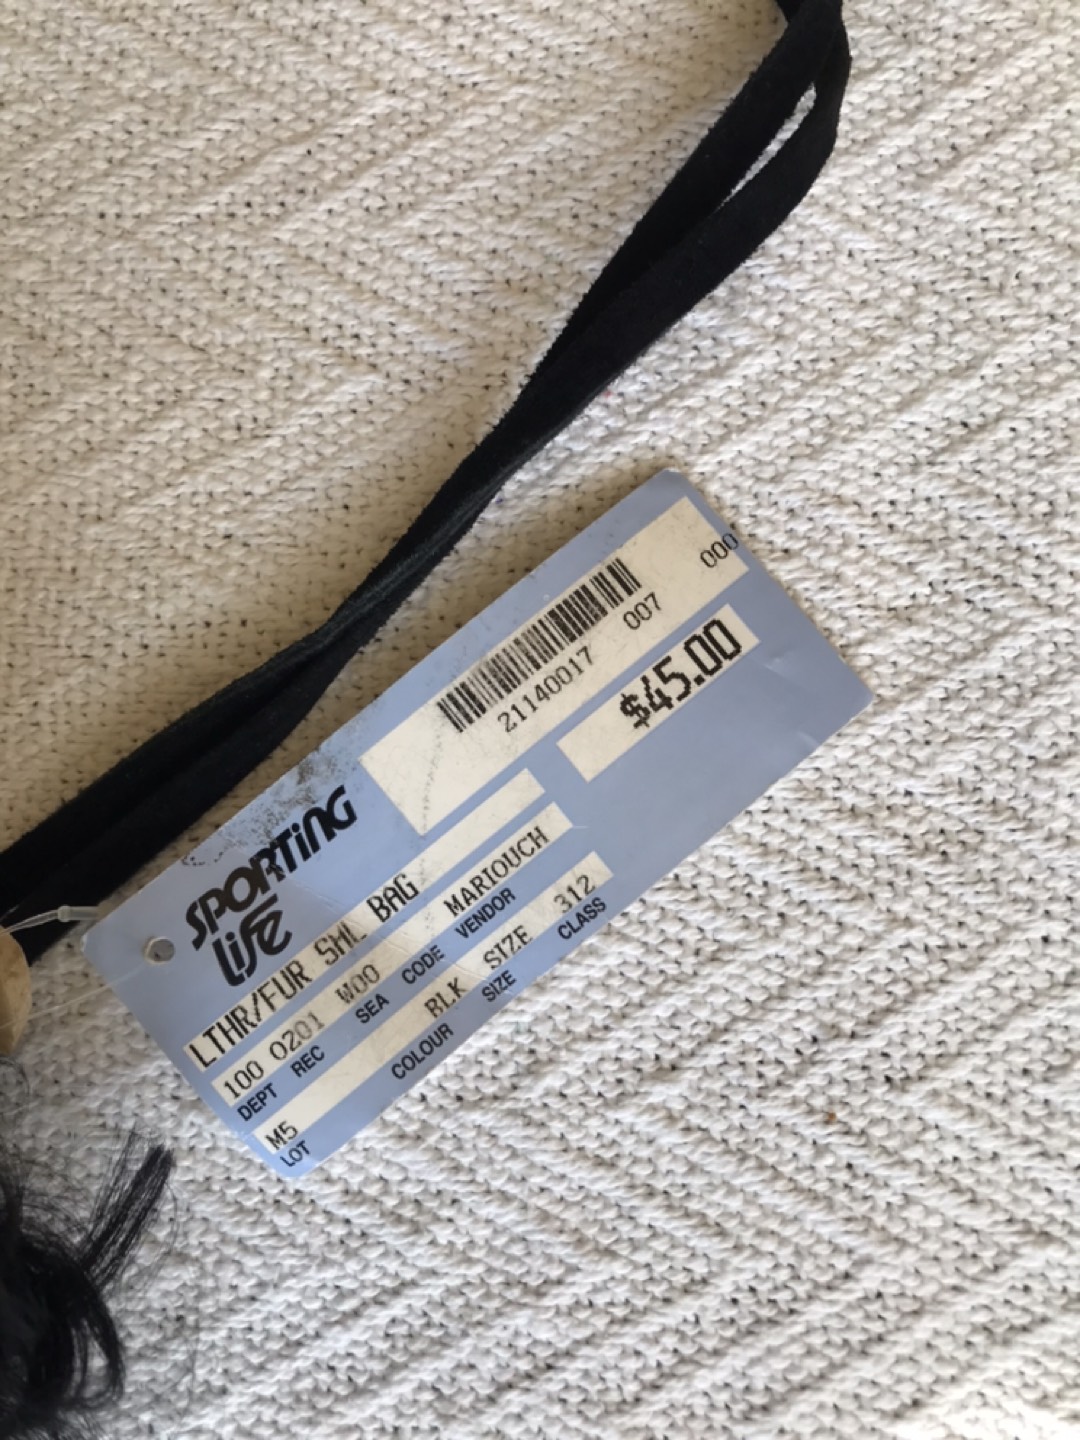 SPORTiNG
LiFE
21140017 007 000
$45.00
LTHR/FUR SHL BAG
100 0201 W00 MARIOUCH
DEPT REC SEA CODE VENDOR
M5 BLK SIZE 312
LOT COLOUR SIZE CLASS